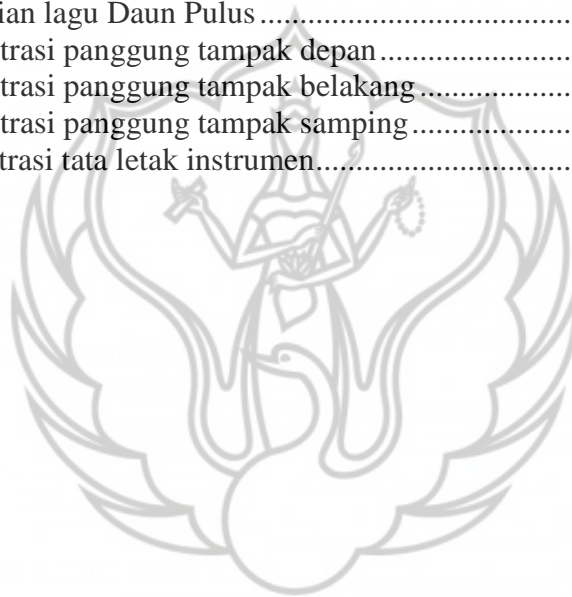 ian lagu Daun Pulus.......................................
trasi panggung tampak depan........................
trasi panggung tampak belakang...................
trasi panggung tampak samping....................
trasi tata letak instrumen................................